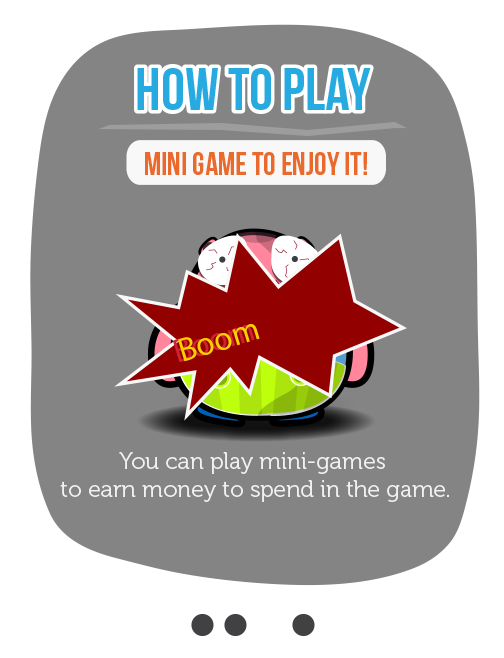 HOW TO PLAY
MINI GAME TO ENJOY IT!
Boom
You can play mini-games
to earn money to spend in the game.